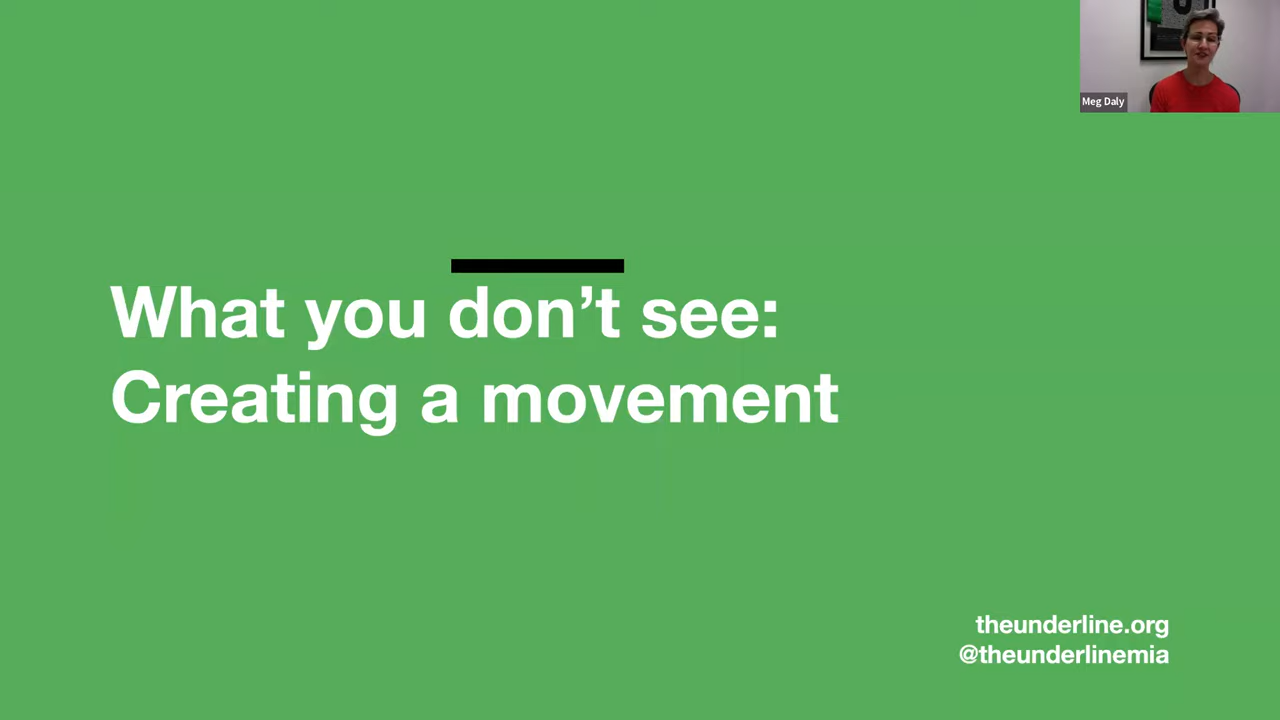 Meg Daly
What you don’t see:
Creating a movement
theunderline.org
@theunderlinemia